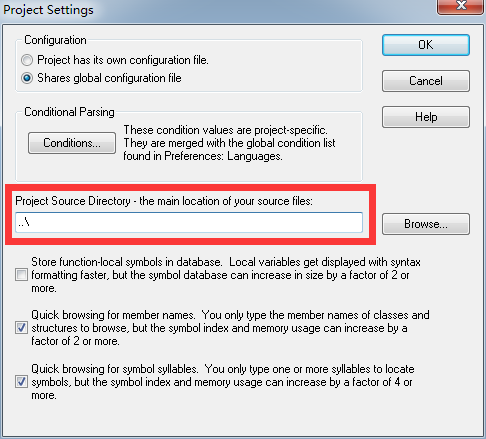 Project Settings
Configuration
OK
Project has its own configuration file.
Shares global configuration file
Cancel
Help
Conditional Parsing
Conditions...
These condition values are project-specific.
They are merged with the global condition list
found in Preferences: Languages.
Project Source Directory - the main location of your source files:
..\
Browse...
Store function-local symbols in database.  Local variables get displayed with syntax
formatting faster, but the symbol database can increase in size by a factor of 2 or
more.
Quick browsing for member names.  You only type the member names of classes and
structures to browse, but the symbol index and memory usage can increase by a
factor of 2 or more.
Quick browsing for symbol syllables.  You only type one or more syllables to locate
symbols, but the symbol index and memory usage can increase by a factor of 4 or
more.